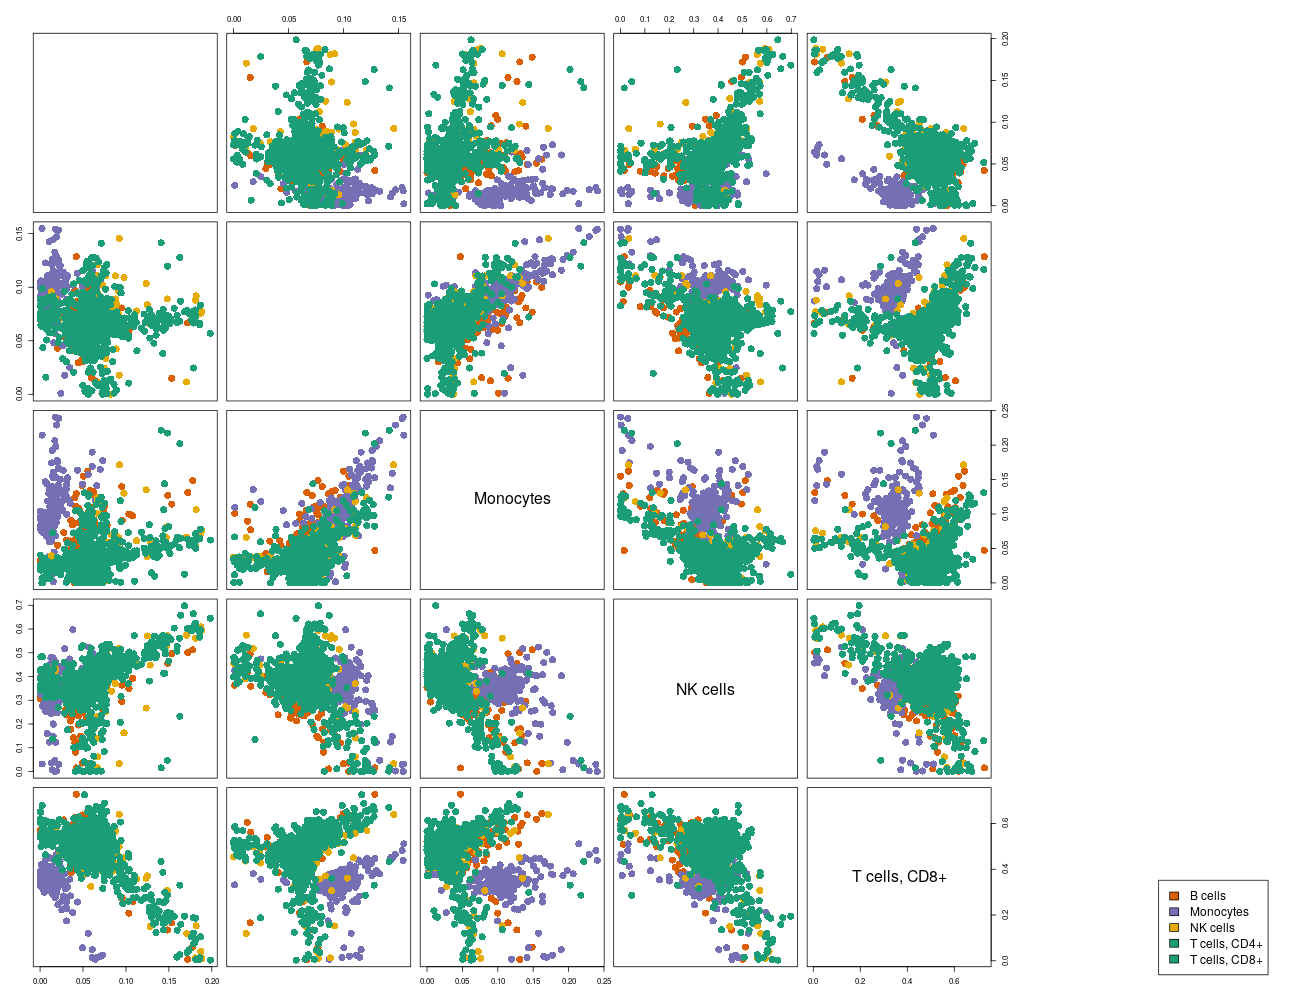 0.00 0.05 0.10 0.15 0.0 0.1 0.2 0.3 0.4 0.5 0.6 0.7
0.00 0.05 0.10 0.15 0.20
0.00 0.05 0.10 0.15
Monocytes
0.00 0.05 0.10 0.15 0.20 0.25
0.0 0.1 0.2 0.3 0.4 0.5 0.6 0.7
NK cells
T cells, CD8+
0.0 0.2 0.4 0.6
0.00 0.05 0.10 0.15 0.20 0.00 0.05 0.10 0.15 0.20 0.25 0.0 0.2 0.4 0.6
B cells
Monocytes
NK cells
T cells, CD4+
T cells, CD8+